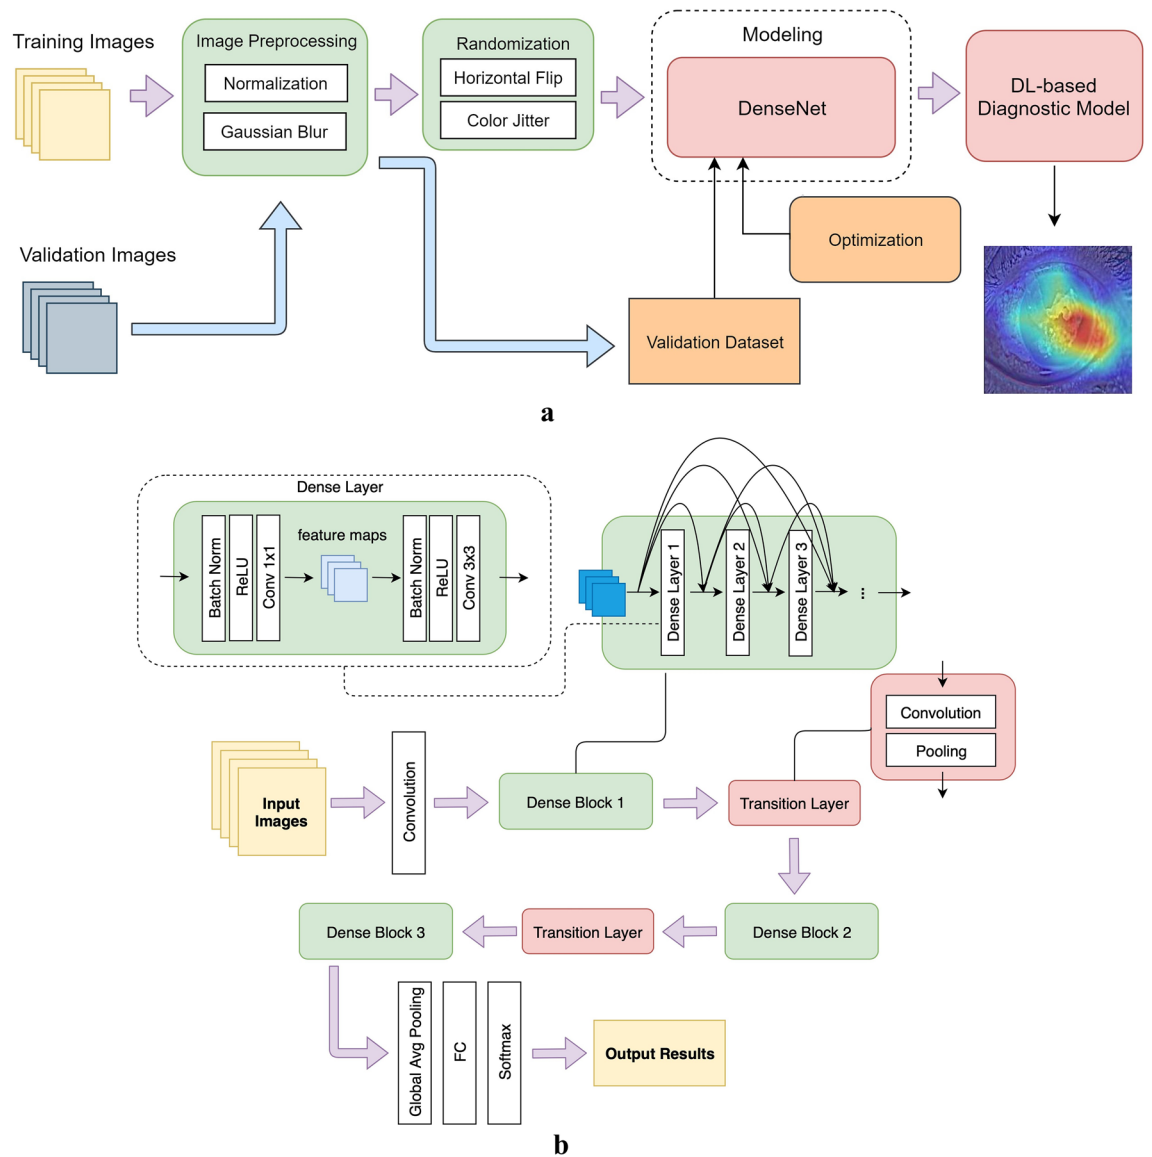 Training Images
Image Preprocessing
Normalization
Gaussian Blur
Randomization
Horizontal Flip
Color Jitter
Modeling
DenseNet
DL-based
Diagnostic Model
Validation Images
Optimization
Validation Dataset
a
Dense Layer
Batch Norm
ReLU
Conv 1x1
feature maps
Batch Norm
ReLU
Conv 3x3
Dense Layer 1
Dense Layer 2
Dense Layer 3
...
Convolution
Pooling
Input
Images
Convolution
Dense Block 1
Transition Layer
Dense Block 3
Transition Layer
Dense Block 2
Global Avg Pooling
FC
Softmax
Output Results
b